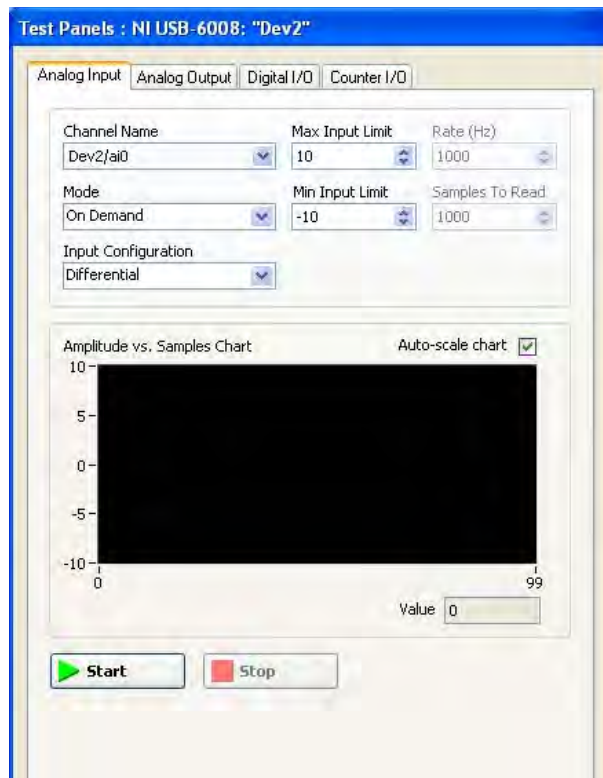 Test Panels : NI USB-6008: "Dev2"
Analog Input Analog Output Digital I/O Counter I/O
Channel Name Max Input Limit Rate (Hz)
Dev2/ai0 10 1000
Mode Min Input Limit Samples To Read
On Demand -10 1000
Input Configuration
Differential
Amplitude vs. Samples Chart Auto-scale chart
10
5
0
-5
-10
0 99
Value 0
Start Stop